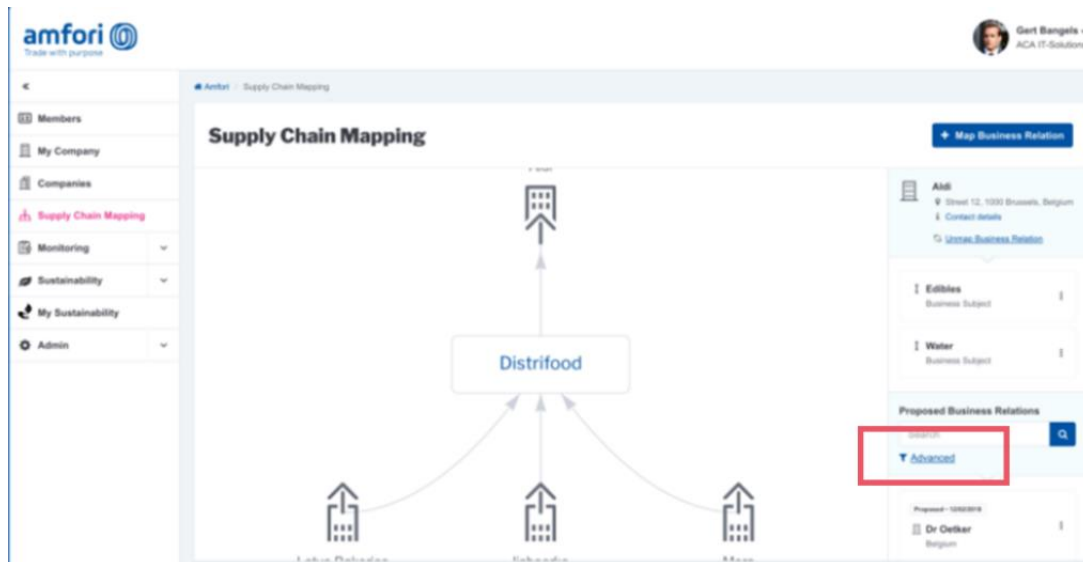 amfori
Trade with purpose
Gert Bangels
ACA IT-Solution
«
Amfori / Supply Chain Mapping
Members
My Company
Companies
Supply Chain Mapping
Monitoring
Sustainability
My Sustainability
Admin
Supply Chain Mapping
+ Map Business Relation
Distrifood
Aldi
Street 12, 1000 Brussels, Belgium
Contact details
Unmap Business Relation
Edibles
Business Subject
Water
Business Subject
Proposed Business Relations
Search
Advanced
Proposed - 12/02/2018
Dr Oetker
Belgium